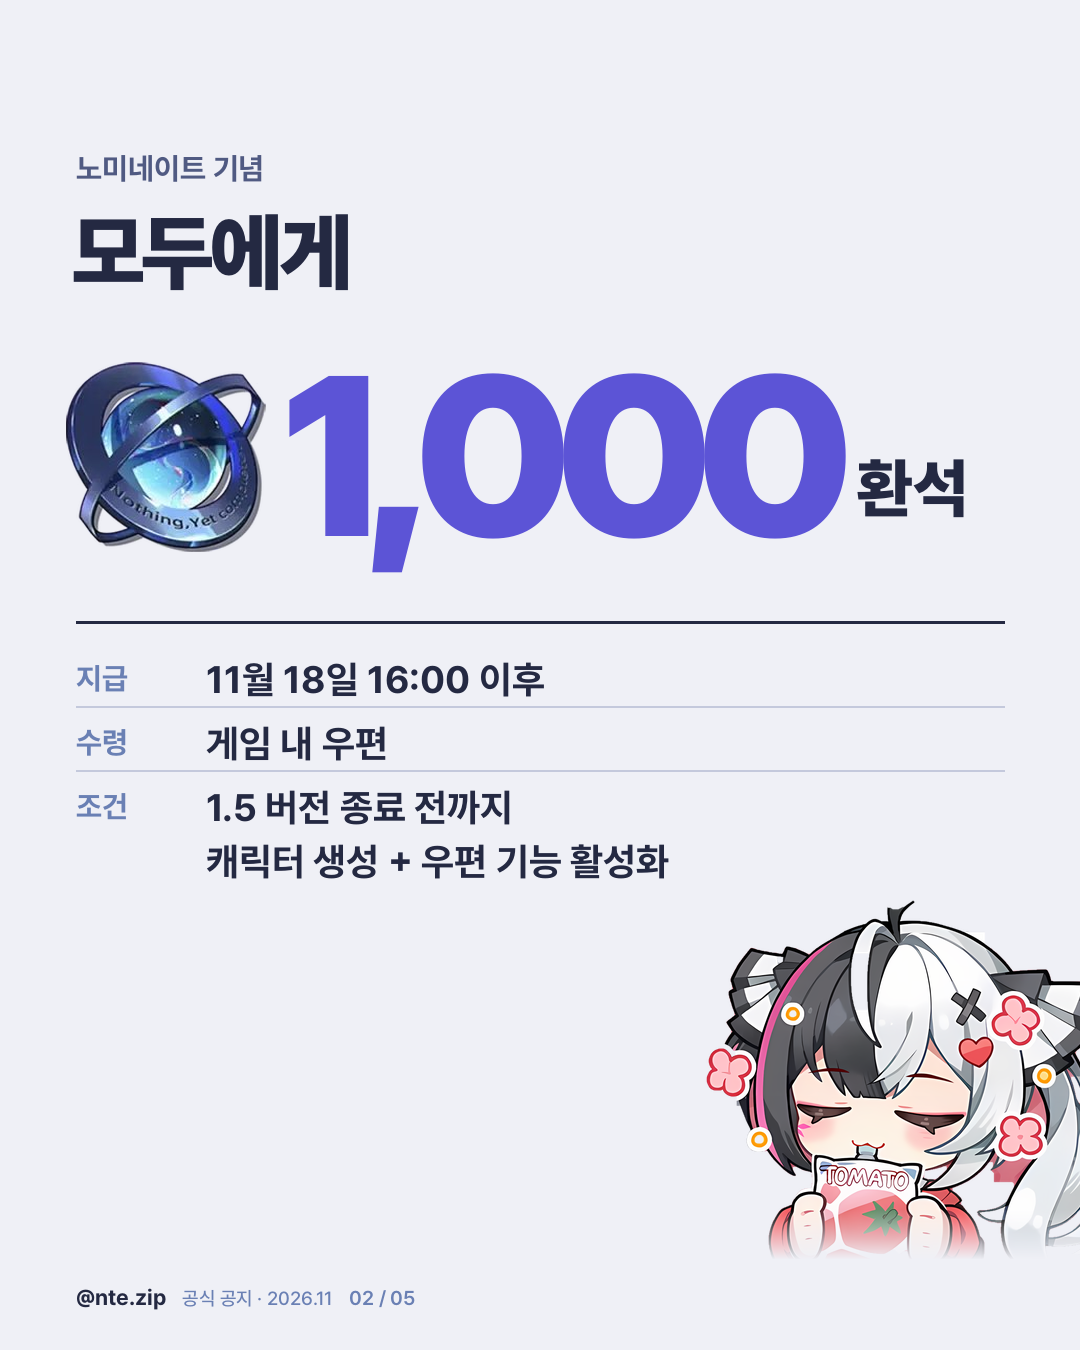 노미네이트 기념
모두에게
Nothing,Yet
1,000 환석
지급 11월 18일 16:00 이후
수령 게임 내 우편
조건 1.5 버전 종료 전까지
캐릭터 생성 + 우편 기능 활성화
TOMATO
@nte.zip 공식 공지 · 2026.11 02 / 05